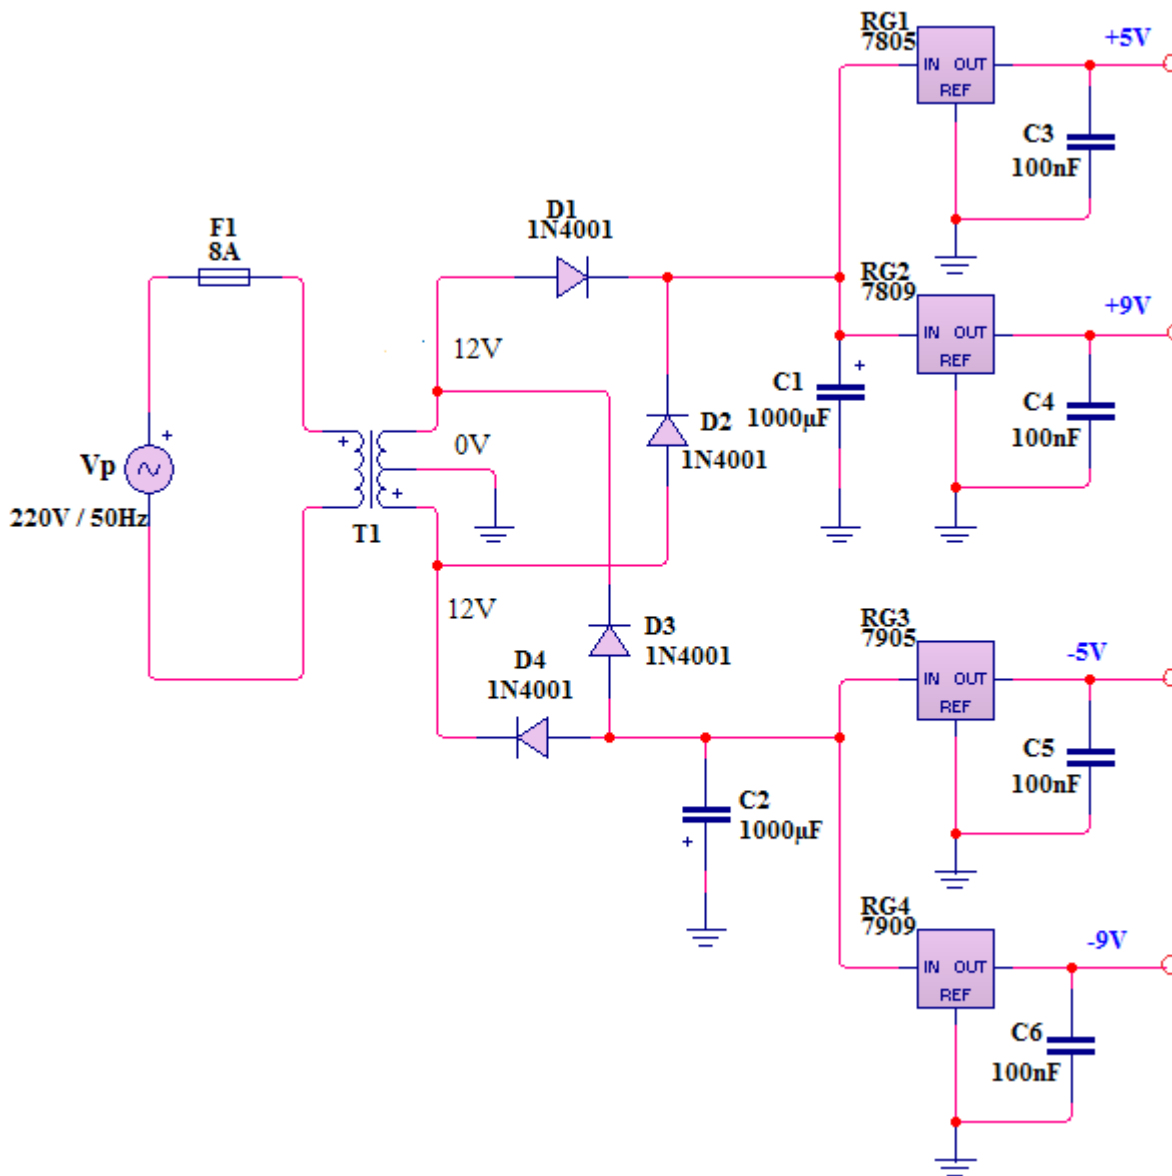 RG1
7805
+5V
IN OUT
REF
C3
100nF
F1
8A
D1
1N4001
RG2
7809
+9V
IN OUT
REF
12V
C1
1000µF
+
C4
100nF
D2
1N4001
0V
+
Vp
220V / 50Hz
+
+
T1
12V
D3
1N4001
D4
1N4001
RG3
7905
-5V
IN OUT
REF
C5
100nF
C2
1000µF
+
RG4
7909
-9V
IN OUT
REF
C6
100nF